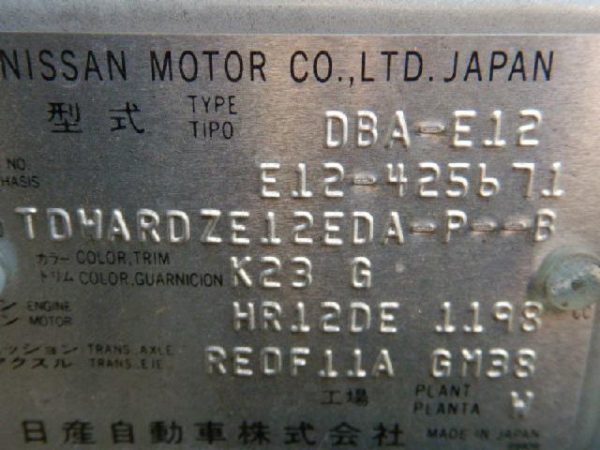 NISSAN MOTOR CO.,LTD. JAPAN
型式 TYPE TIPO DBA-E12
NO. HASIS E12-425671
TDWARDZE12EDA-P--B
カラー COLOR,TRIM
トリム COLOR,GUARNICION K23 G
ン ENGINE
ン MOTOR HR12DE 1198 CC
ッション TRANS. AXLE
アクスル TRANS. EJE RE0F11A GM38
工場 PLANT PLANTA W
日産自動車株式会社 MADE IN JAPAN